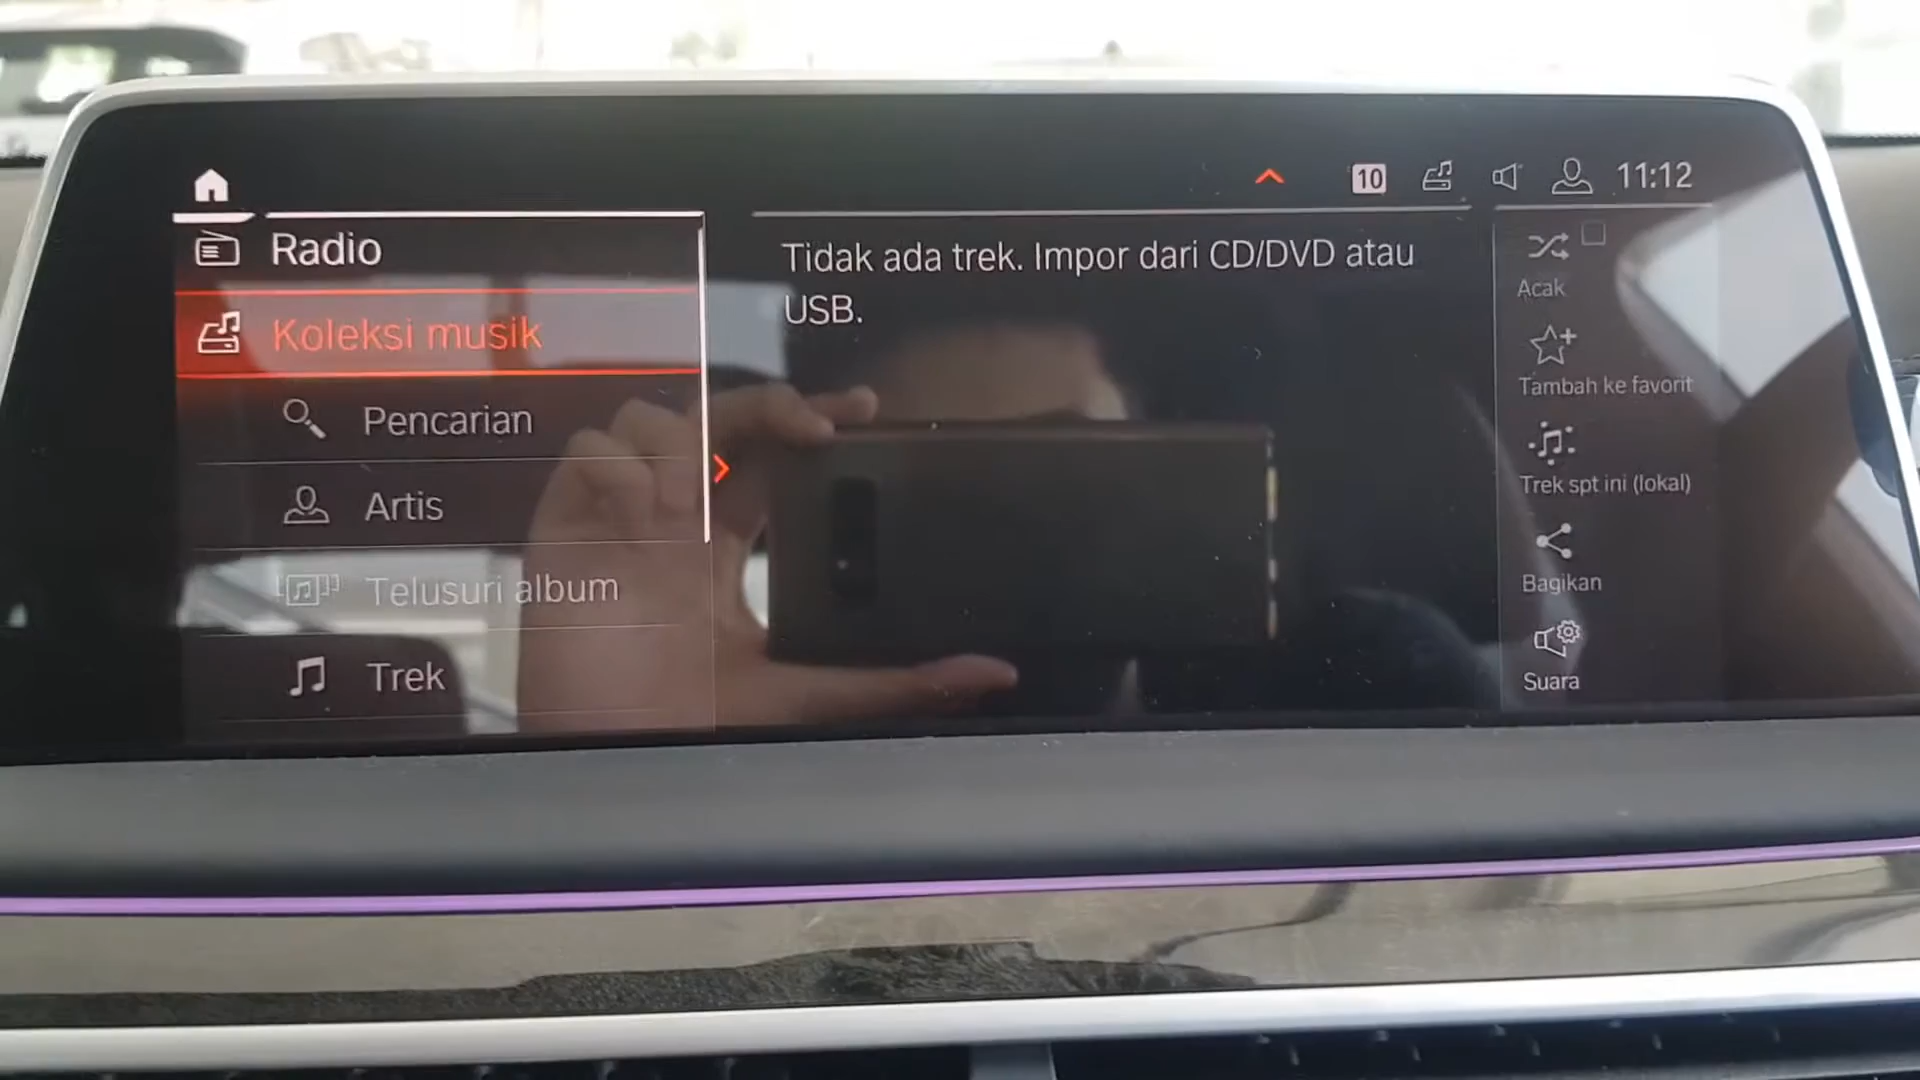 10
11:12
Radio
Koleksi musik
Pencarian
Artis
Telusuri album
Trek
Tidak ada trek. Impor dari CD/DVD atau
USB.
Acak
Tambah ke favorit
Trek spt ini (lokal)
Bagikan
Suara